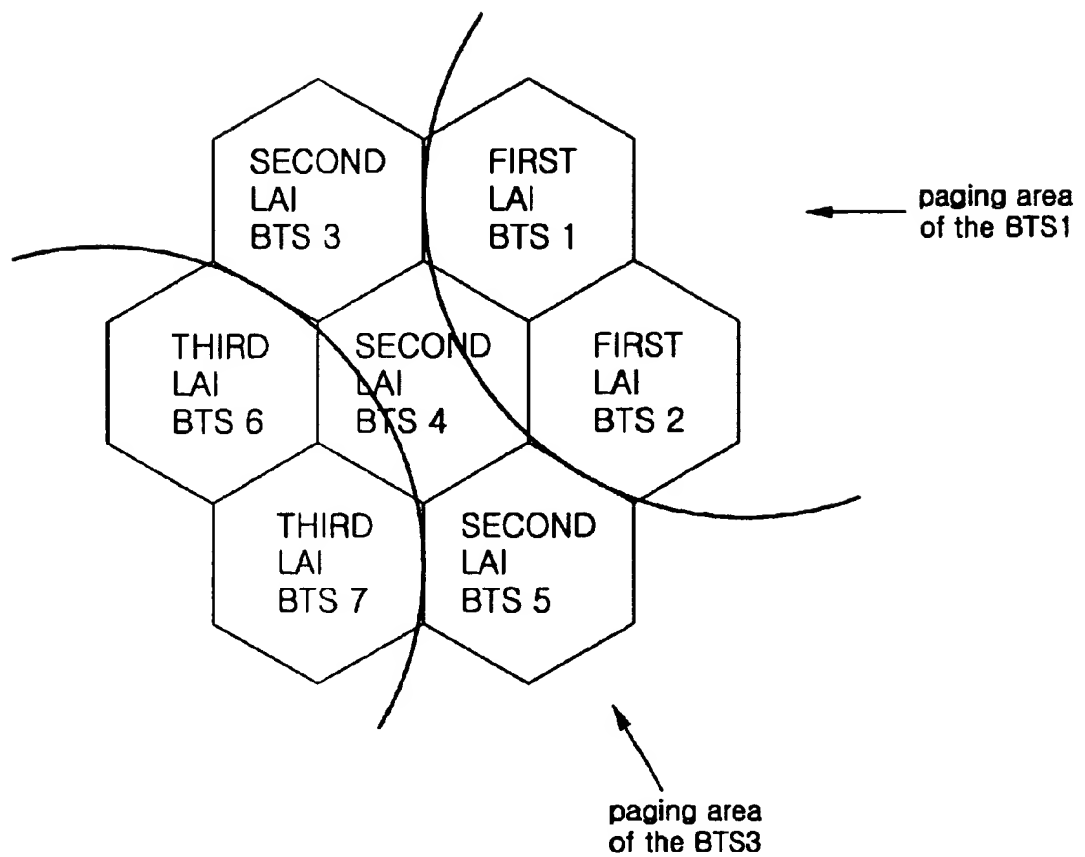 SECOND
LAI
BTS 3
FIRST
LAI
BTS 1
paging area
of the BTS1
THIRD
LAI
BTS 6
SECOND
LAI
BTS 4
FIRST
LAI
BTS 2
THIRD
LAI
BTS 7
SECOND
LAI
BTS 5
paging area
of the BTS3